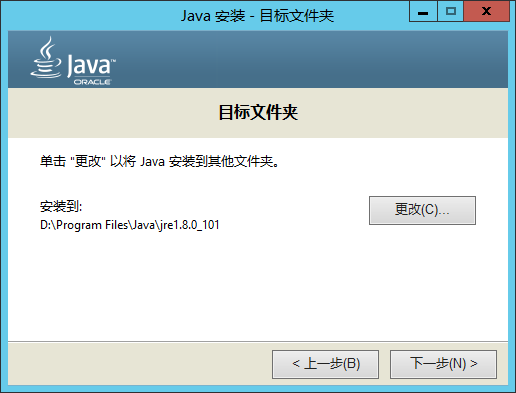 Java 安装 - 目标文件夹
Java™
ORACLE
目标文件夹
单击 "更改" 以将 Java 安装到其他文件夹。
安装到:
更改(C)...
D:\Program Files\Java\jre1.8.0_101
< 上一步(B)
下一步(N) >